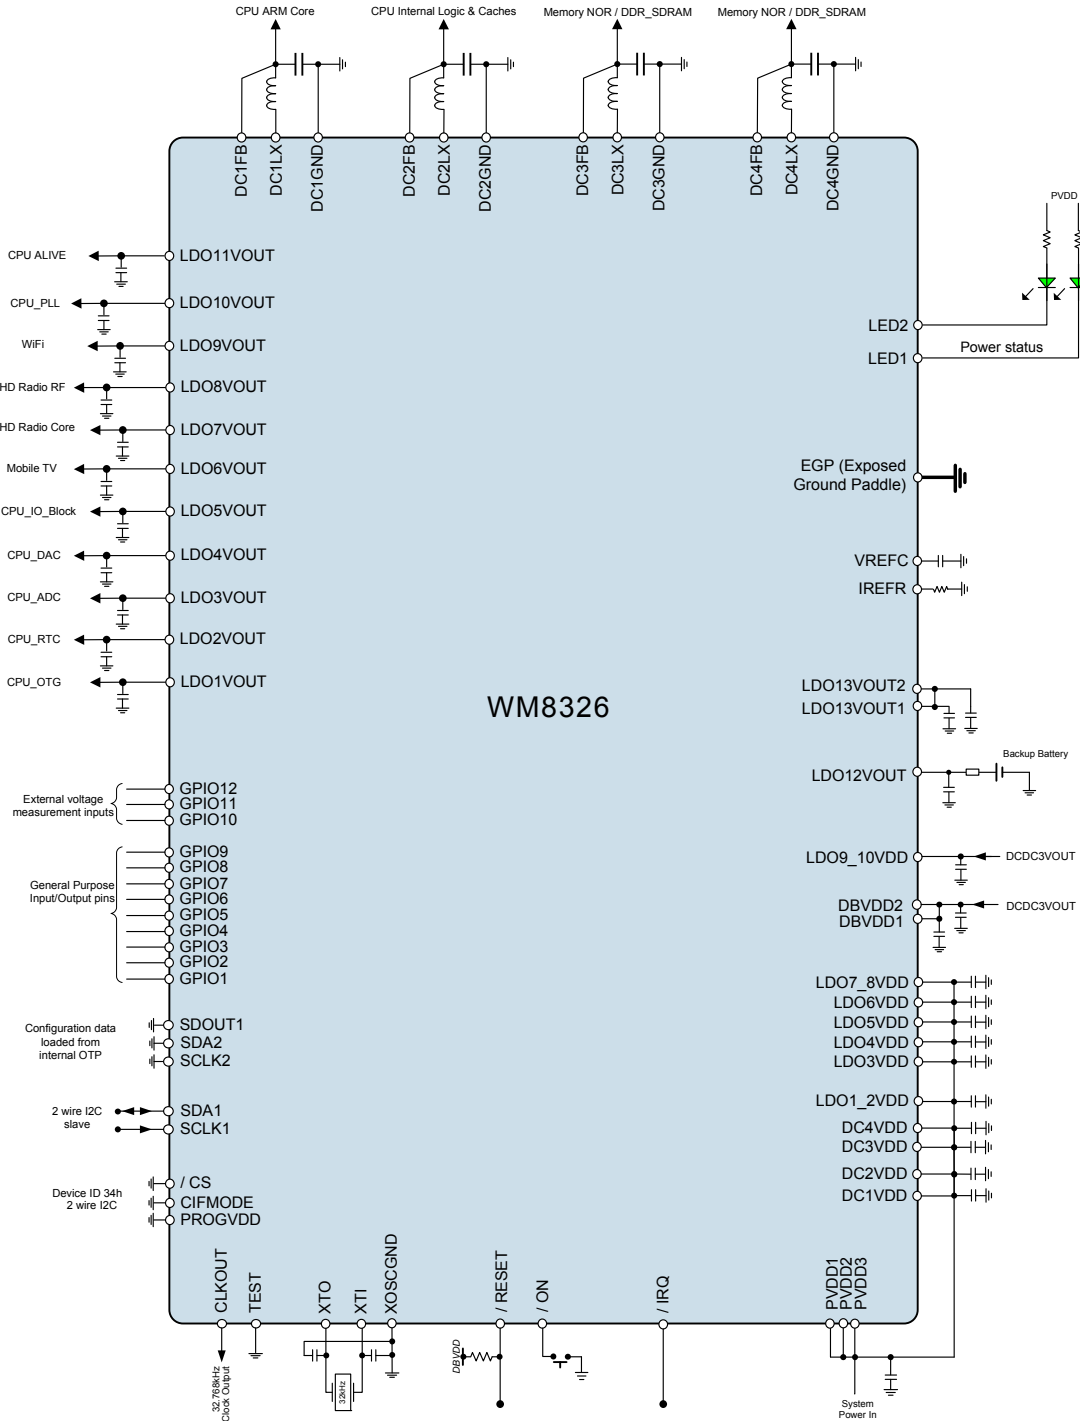 CPU ARM Core
CPU Internal Logic & Caches
Memory NOR / DDR_SDRAM
Memory NOR / DDR_SDRAM
DC1FB
DC1LX
DC1GND
DC2FB
DC2LX
DC2GND
DC3FB
DC3LX
DC3GND
DC4FB
DC4LX
DC4GND
CPU ALIVE
LDO11VOUT
CPU_PLL
LDO10VOUT
WiFi
LDO9VOUT
HD Radio RF
LDO8VOUT
HD Radio Core
LDO7VOUT
Mobile TV
LDO6VOUT
CPU_IO_Block
LDO5VOUT
CPU_DAC
LDO4VOUT
CPU_ADC
LDO3VOUT
CPU_RTC
LDO2VOUT
CPU_OTG
LDO1VOUT
External voltage
measurement inputs
GPIO12
GPIO11
GPIO10
General Purpose
Input/Output pins
GPIO9
GPIO8
GPIO7
GPIO6
GPIO5
GPIO4
GPIO3
GPIO2
GPIO1
Configuration data
loaded from
internal OTP
SDOUT1
SDA2
SCLK2
2 wire I2C
slave
SDA1
SCLK1
Device ID 34h
2 wire I2C
/ CS
CIFMODE
PROGVDD
WM8326
PVDD
LED2
LED1
Power status
EGP (Exposed
Ground Paddle)
VREFC
IREFR
LDO13VOUT2
LDO13VOUT1
LDO12VOUT
Backup Battery
LDO9_10VDD
DCDC3VOUT
DBVDD2
DBVDD1
DCDC3VOUT
LDO7_8VDD
LDO6VDD
LDO5VDD
LDO4VDD
LDO3VDD
LDO1_2VDD
DC4VDD
DC3VDD
DC2VDD
DC1VDD
CLKOUT
TEST
XTO
XTI
XOSCGND
/ RESET
/ ON
/ IRQ
PVDD1
PVDD2
PVDD3
32.768kHz
Clock Output
32kHz
DBVDD
System
Power In